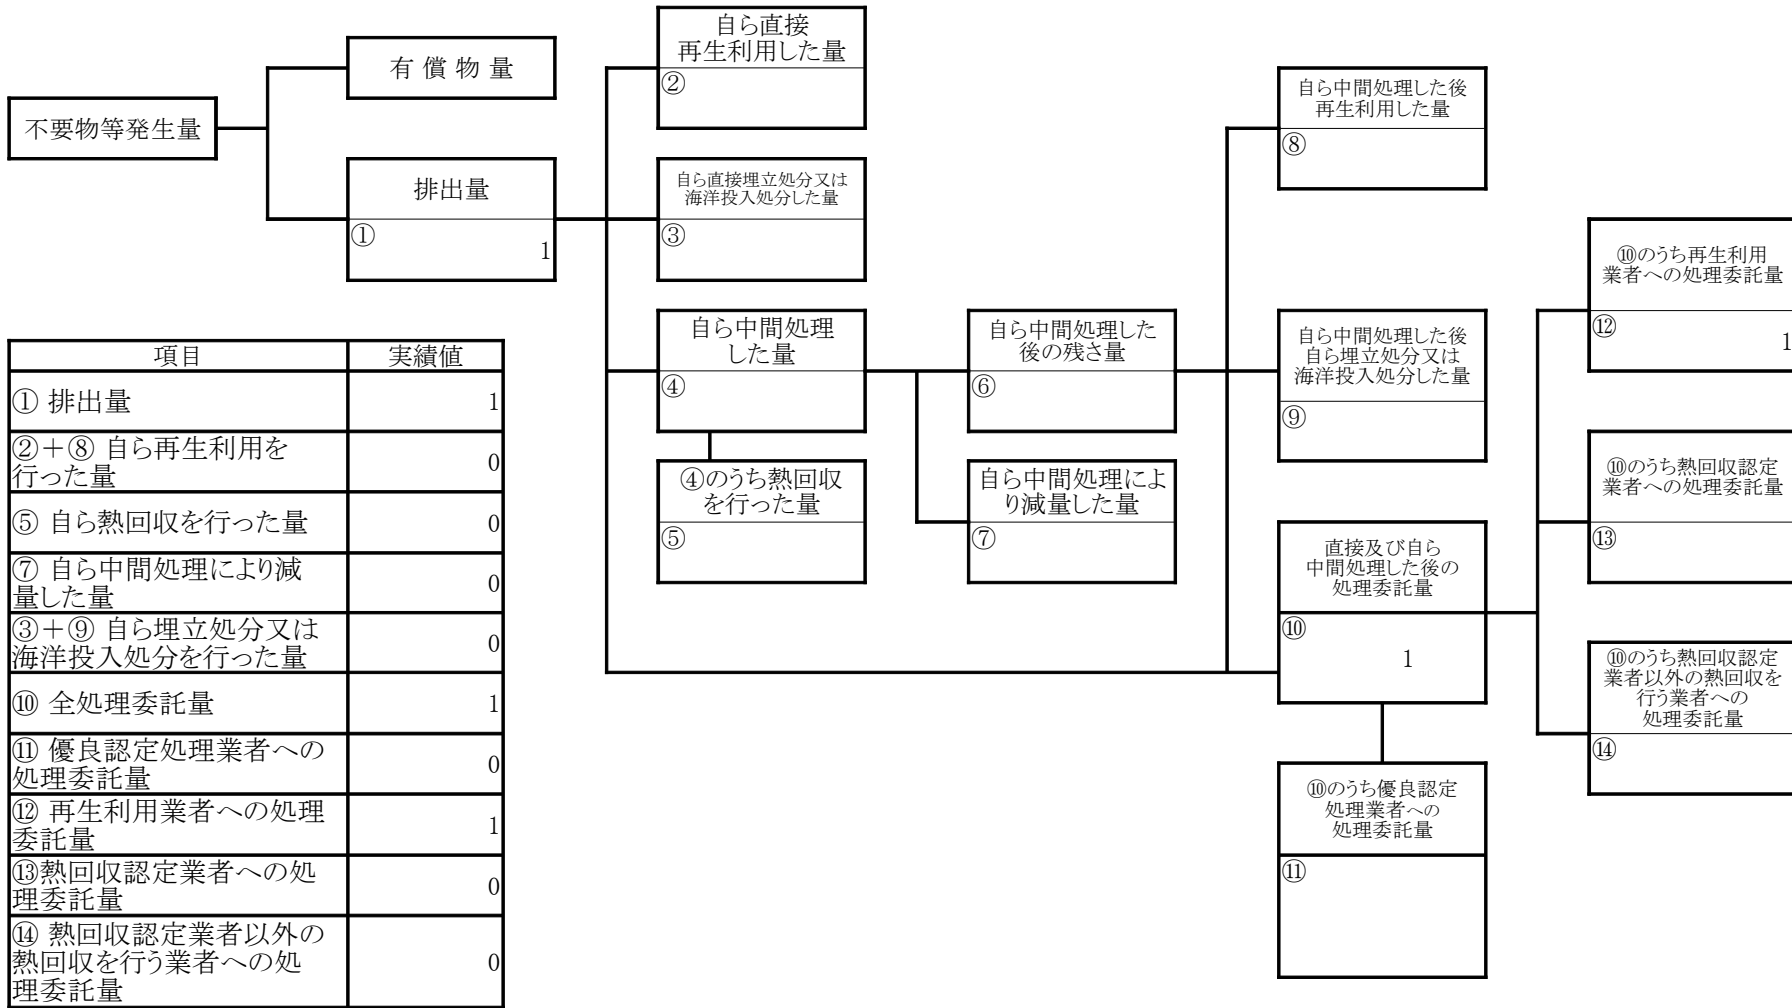 自ら直接
再生利用した量
②
有 償 物 量
不要物等発生量
排出量
①
1
自ら直接埋立処分又は
海洋投入処分した量
③
自ら中間処理
した量
④
④のうち熱回収
を行った量
⑤
自ら中間処理した
後の残さ量
⑥
自ら中間処理によ
り減量した量
⑦
自ら中間処理した後
再生利用した量
⑧
自ら中間処理した後
自ら埋立処分又は
海洋投入処分した量
⑨
直接及び自ら
中間処理した後の
処理委託量
⑩
1
⑩のうち優良認定
処理業者への
処理委託量
⑪
⑩のうち再生利用
業者への処理委託量
⑫
1
⑩のうち熱回収認定
業者への処理委託量
⑬
⑩のうち熱回収認定
業者以外の熱回収を
行う業者への
処理委託量
⑭
項目 実績値
① 排出量 1
②+⑧ 自ら再生利用を
行った量 0
⑤ 自ら熱回収を行った量 0
⑦ 自ら中間処理により減
量した量 0
③+⑨ 自ら埋立処分又は
海洋投入処分を行った量 0
⑩ 全処理委託量 1
⑪ 優良認定処理業者への
処理委託量 0
⑫ 再生利用業者への処理
委託量 1
⑬熱回収認定業者への処
理委託量 0
⑭ 熱回収認定業者以外の
熱回収を行う業者への処
理委託量 0